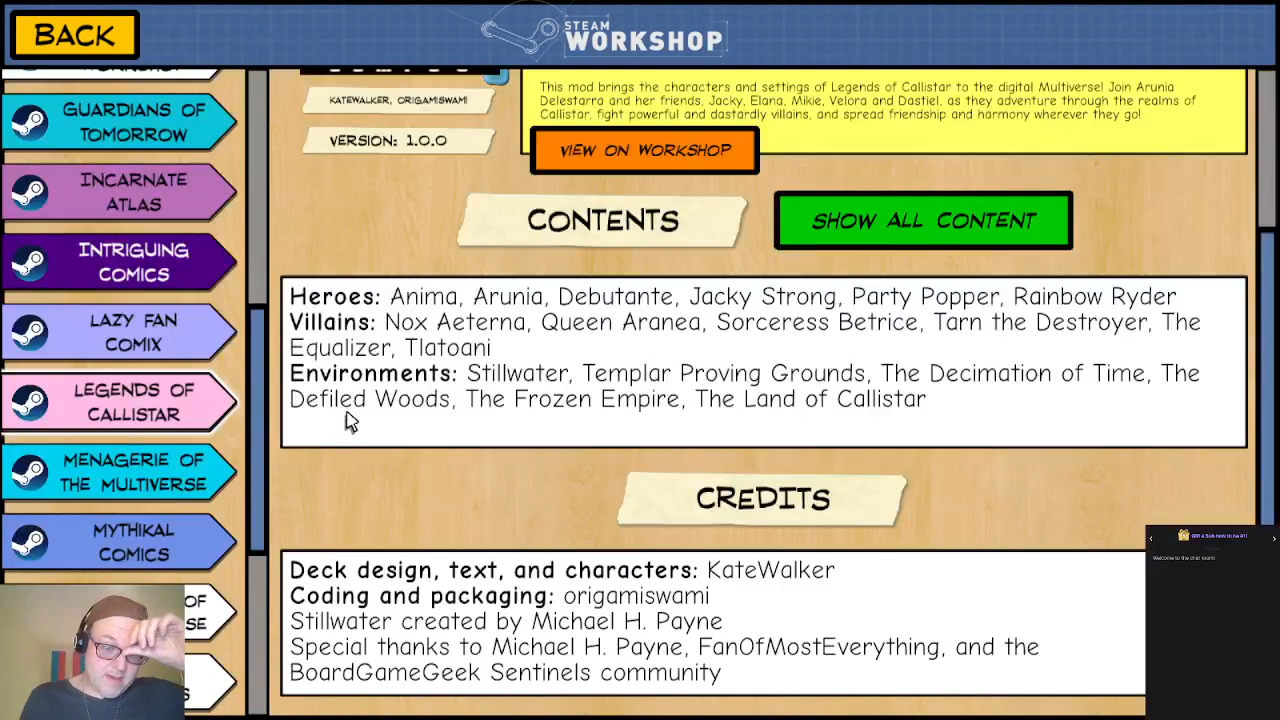 BACK
STEAM
WORKSHOP
GUARDIANS OF
TOMORROW
INCARNATE
ATLAS
INTRIGUING
COMICS
LAZY FAN
COMIX
LEGENDS OF
CALLISTAR
MENAGERIE OF
THE MULTIVERSE
MYTHIKAL
COMICS
OF
KATEWALKER, ORIGAMISWAMI
VERSION: 1.0.0
This mod brings the characters and settings of Legends of Callistar to the digital Multiverse! Join Arunia
Delestarra and her friends, Jacky, Elana, Mikie, Velora and Dastiel, as they adventure through the realms of
Callistar, fight powerful and dastardly villains, and spread friendship and harmony wherever they go!
VIEW ON WORKSHOP
CONTENTS
SHOW ALL CONTENT
Heroes: Anima, Arunia, Debutante, Jacky Strong, Party Popper, Rainbow Ryder
Villains: Nox Aeterna, Queen Aranea, Sorceress Betrice, Tarn the Destroyer, The
Equalizer, Tlatoani
Environments: Stillwater, Templar Proving Grounds, The Decimation of Time, The
Defiled Woods, The Frozen Empire, The Land of Callistar
CREDITS
Deck design, text, and characters: KateWalker
Coding and packaging: origamiswami
Stillwater created by Michael H. Payne
Special thanks to Michael H. Payne, FanOfMostEverything, and the
BoardGameGeek Sentinels community
Welcome to the chat room!